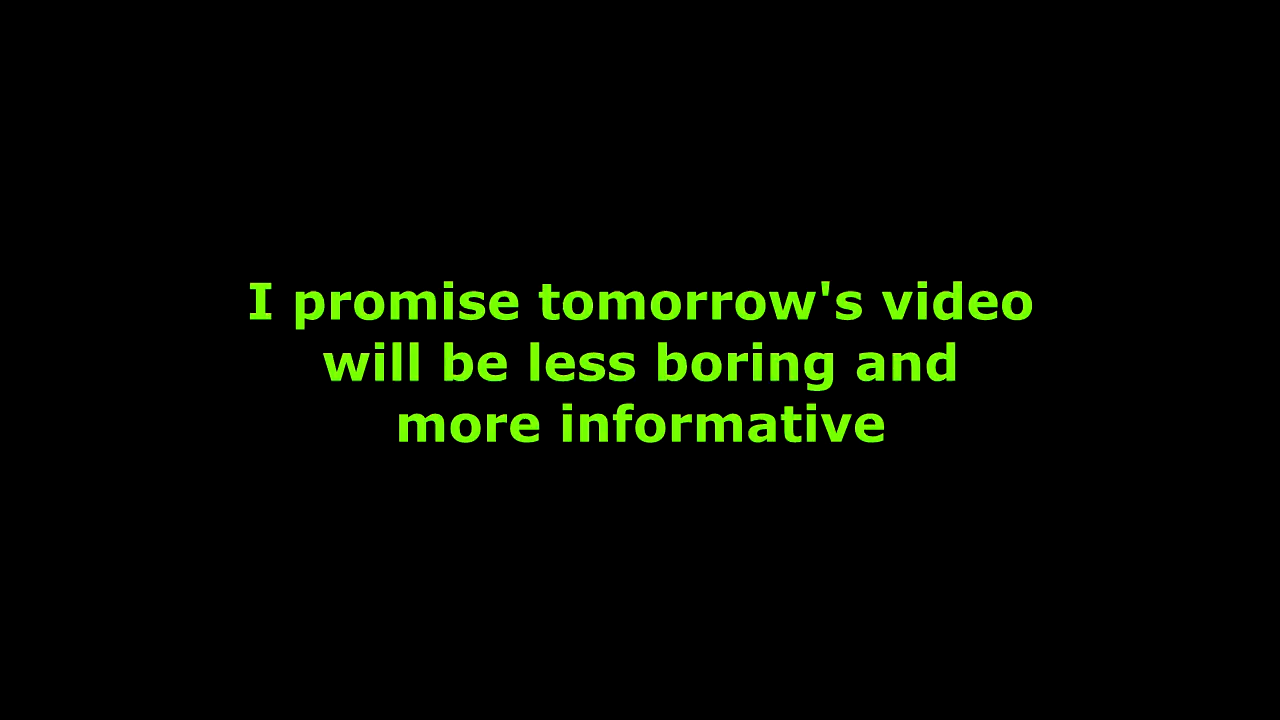 I promise tomorrow's video
will be less boring and
more informative